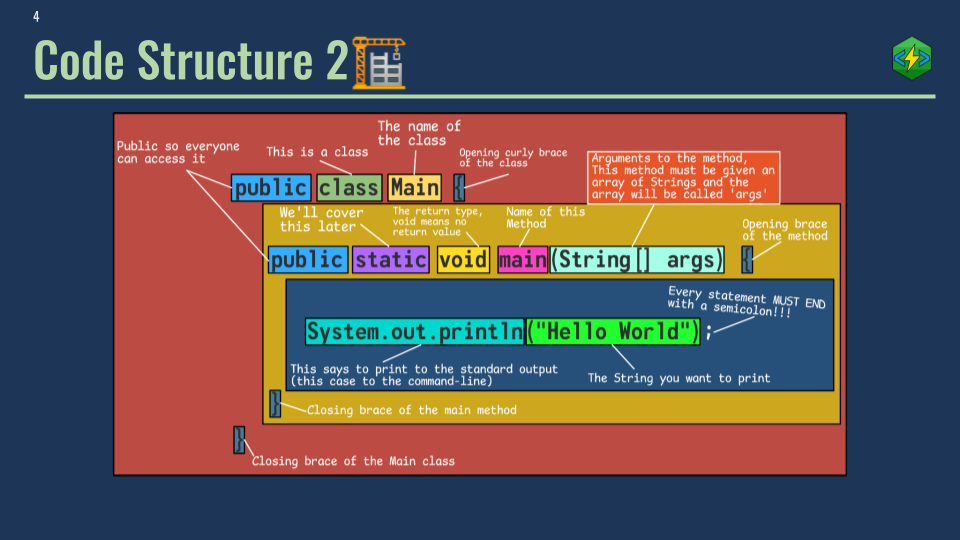 4
Code Structure 2
Public so everyone
can access it
This is a class
The name of
the class
Opening curly brace
of the class
Arguments to the method,
This method must be given an
array of Strings and the
array will be called 'args'
public class Main {
We'll cover
this later
The return type,
void means no
return value
Name of this
Method
Opening brace
of the method
public static void main(String[] args) {
Every statement MUST END
with a semicolon!!!
System.out.println("Hello World");
This says to print to the standard output
(this case to the command-line)
The String you want to print
}
Closing brace of the main method
}
Closing brace of the Main class